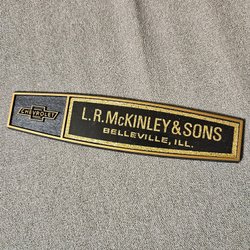 CHEVROLET
L.R. McKINLEY & SONS
BELLEVILLE, ILL.